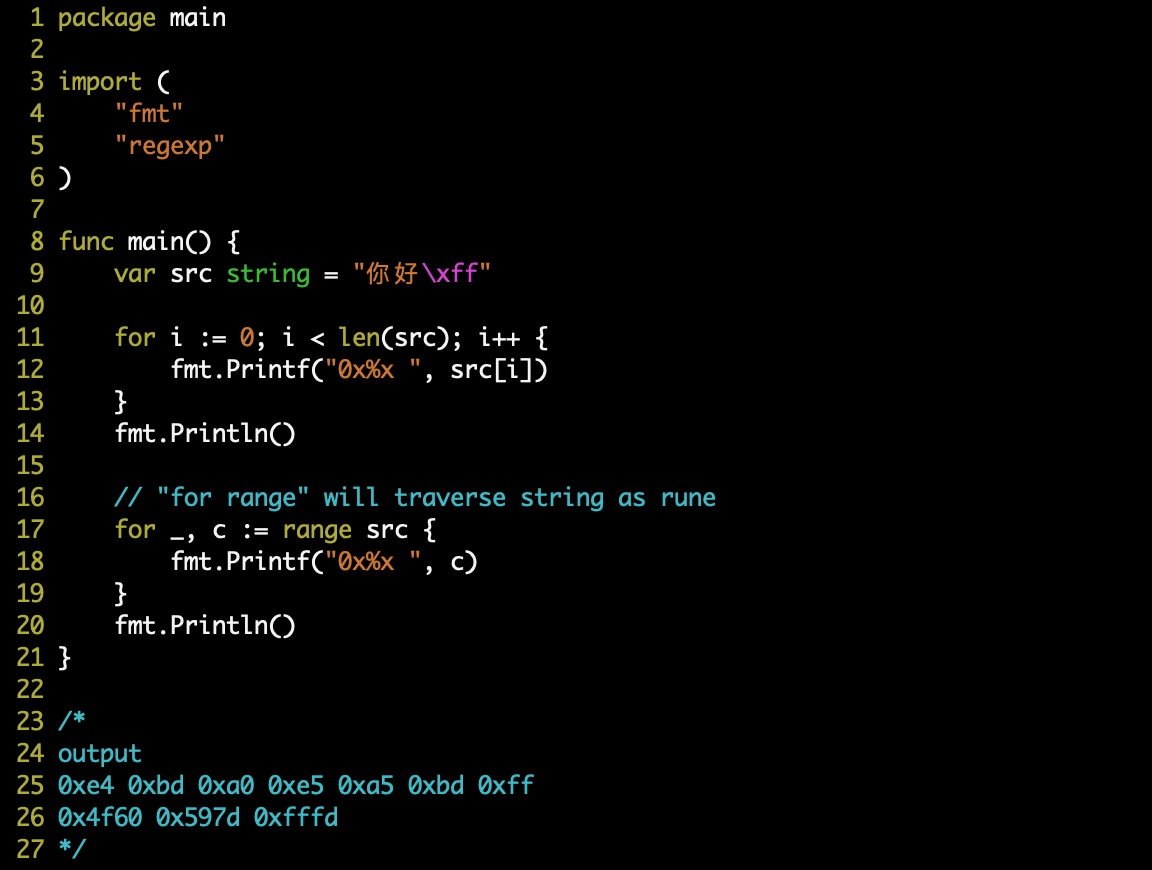 1 package main
2
3 import (
4     "fmt"
5     "regexp"
6 )
7
8 func main() {
9     var src string = "你好\xff"
10
11     for i := 0; i < len(src); i++ {
12         fmt.Printf("0x%x ", src[i])
13     }
14     fmt.Println()
15
16     // "for range" will traverse string as rune
17     for _, c := range src {
18         fmt.Printf("0x%x ", c)
19     }
20     fmt.Println()
21 }
22
23 /*
24 output
25 0xe4 0xbd 0xa0 0xe5 0xa5 0xbd 0xff
26 0x4f60 0x597d 0xfffd
27 */